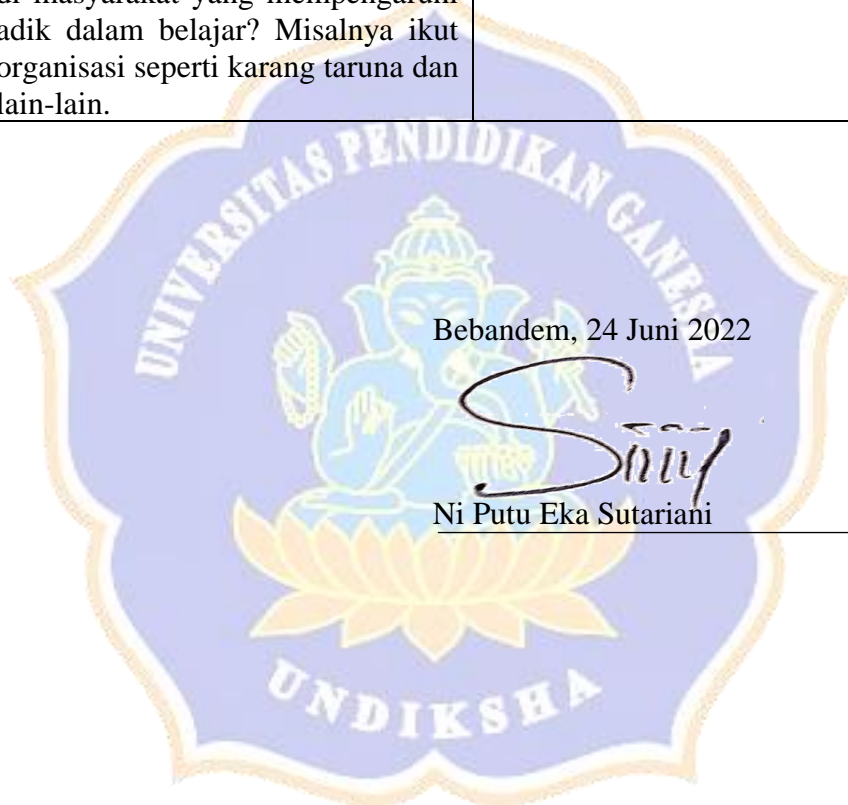 di masyarakat yang mempengaruhi
adik dalam belajar? Misalnya ikut
organisasi seperti karang taruna dan
lain-lain.
UNIVERSITAS PENDIDIKAN GANESHA
Bebandem, 24 Juni 2022
Ni Putu Eka Sutariani
UNDIKSHA